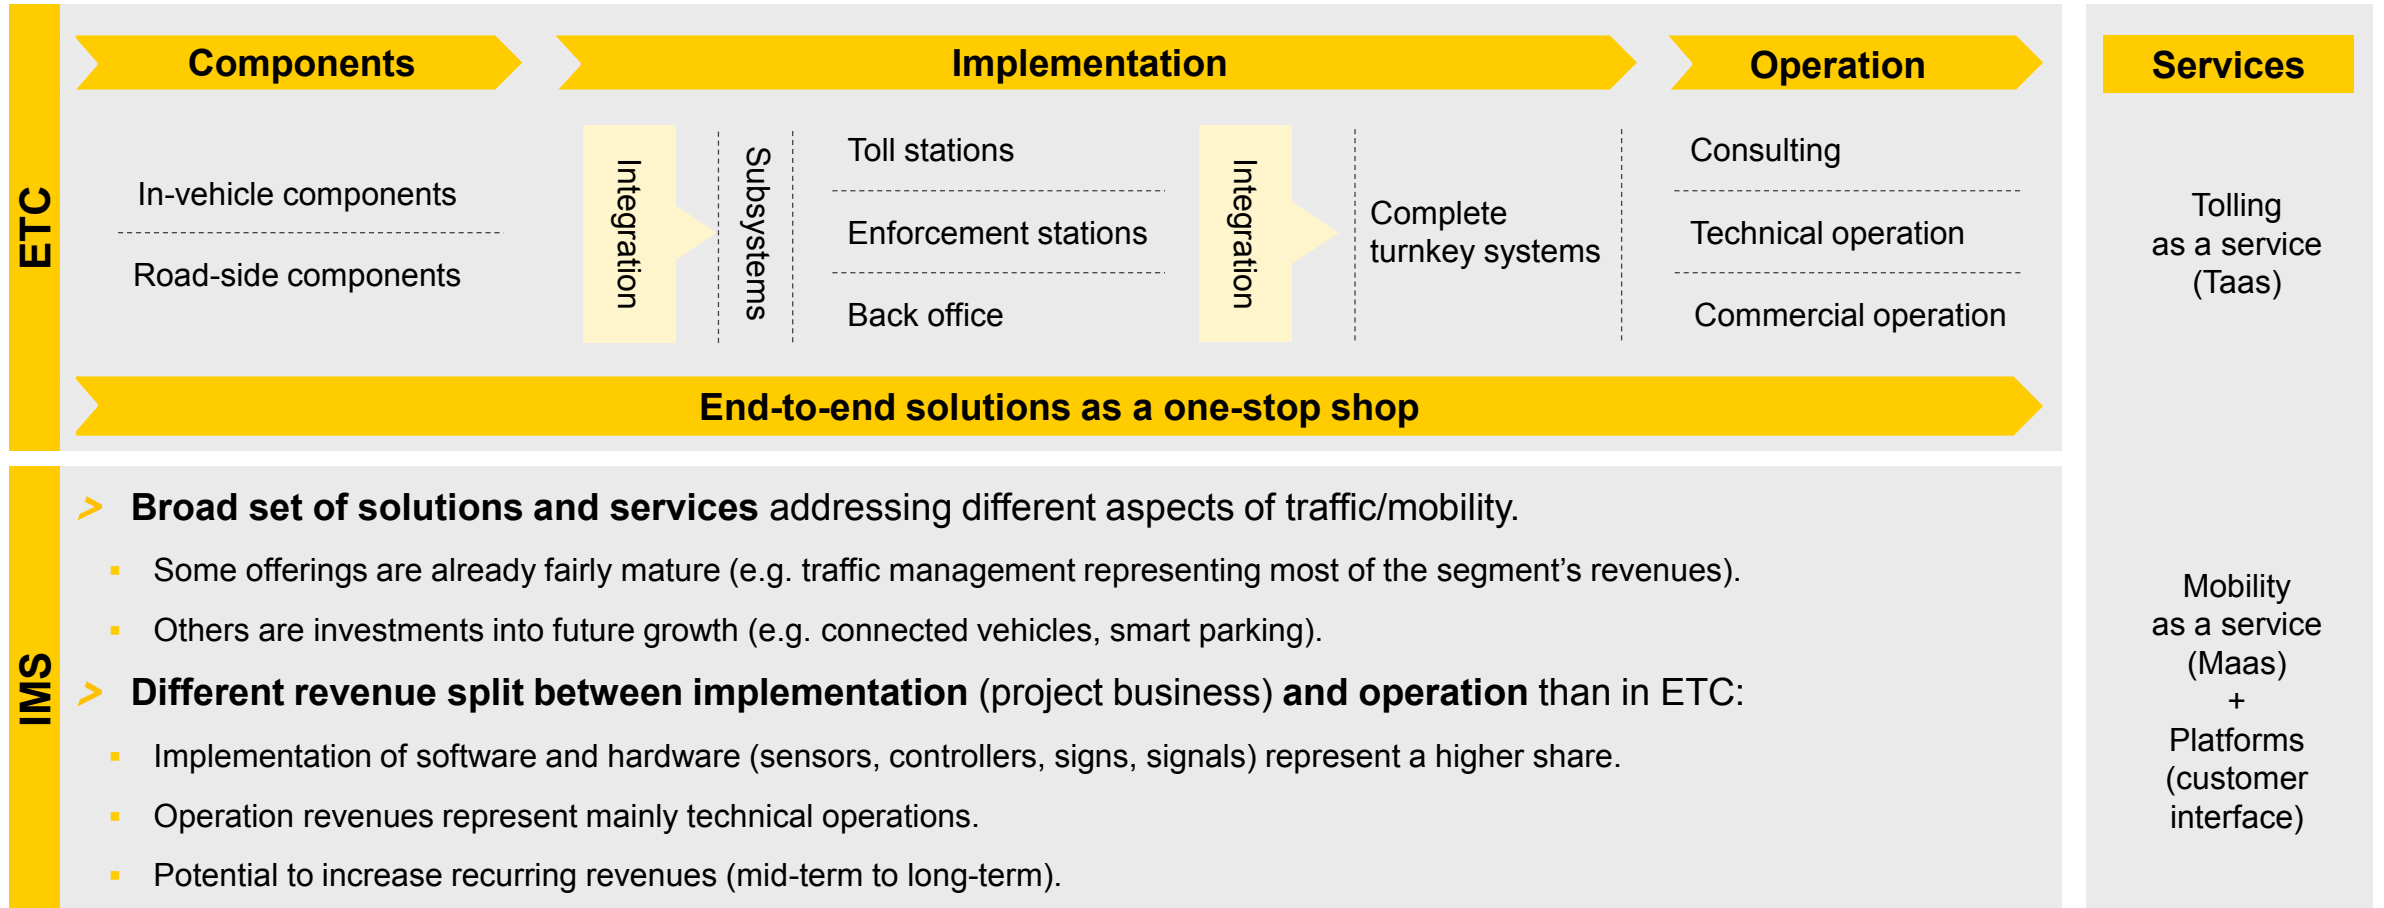 ETC
Components
Implementation
Operation
Services
In-vehicle components
Road-side components
Integration
Subsystems
Toll stations
Enforcement stations
Back office
Integration
Complete
turnkey systems
Consulting
Technical operation
Commercial operation
Tolling
as a service
(Taas)
End-to-end solutions as a one-stop shop
IMS
> Broad set of solutions and services addressing different aspects of traffic/mobility.
▪ Some offerings are already fairly mature (e.g. traffic management representing most of the segment’s revenues).
▪ Others are investments into future growth (e.g. connected vehicles, smart parking).
> Different revenue split between implementation (project business) and operation than in ETC:
▪ Implementation of software and hardware (sensors, controllers, signs, signals) represent a higher share.
▪ Operation revenues represent mainly technical operations.
▪ Potential to increase recurring revenues (mid-term to long-term).
Mobility
as a service
(Maas)
+
Platforms
(customer
interface)